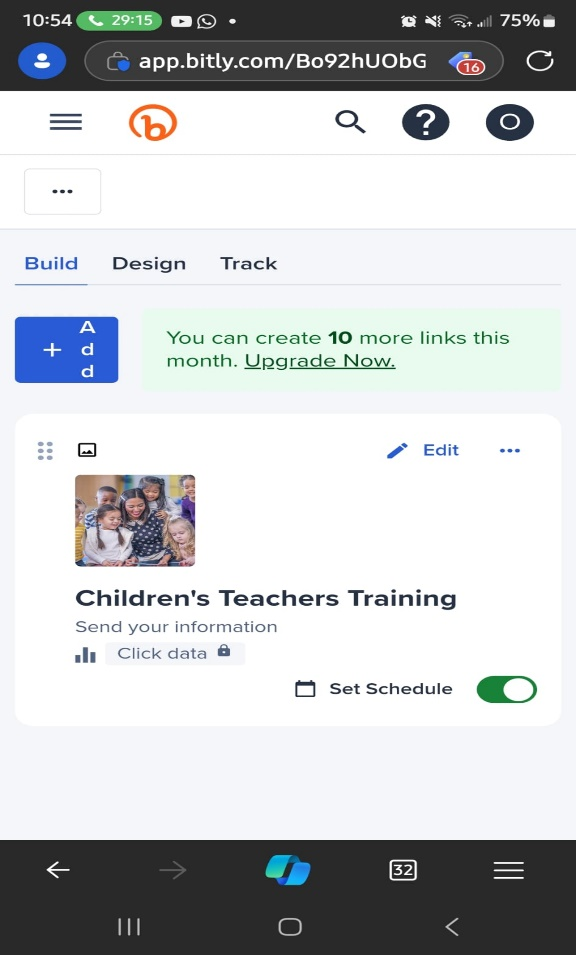 10:54 29:15 75%
app.bitly.com/Bo92hUObG 16
b ? O
...
Build Design Track
+ Add
You can create 10 more links this
month. Upgrade Now.
Edit ...
Children's Teachers Training
Send your information
Click data
Set Schedule
32